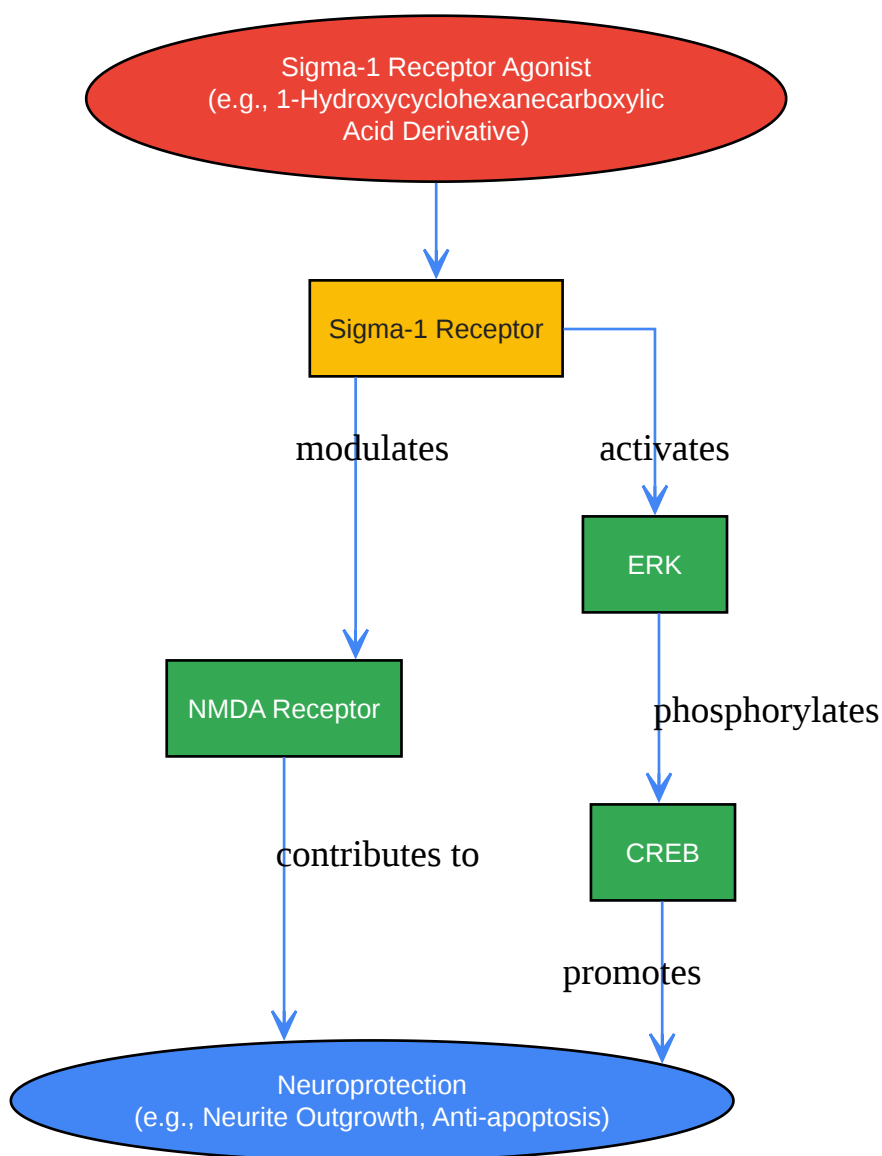 Sigma-1 Receptor Agonist
(e.g., 1-Hydroxycyclohexanecarboxylic
Acid Derivative)
Sigma-1 Receptor
modulates
activates
ERK
NMDA Receptor
phosphorylates
contributes to
CREB
promotes
Neuroprotection
(e.g., Neurite Outgrowth, Anti-apoptosis)